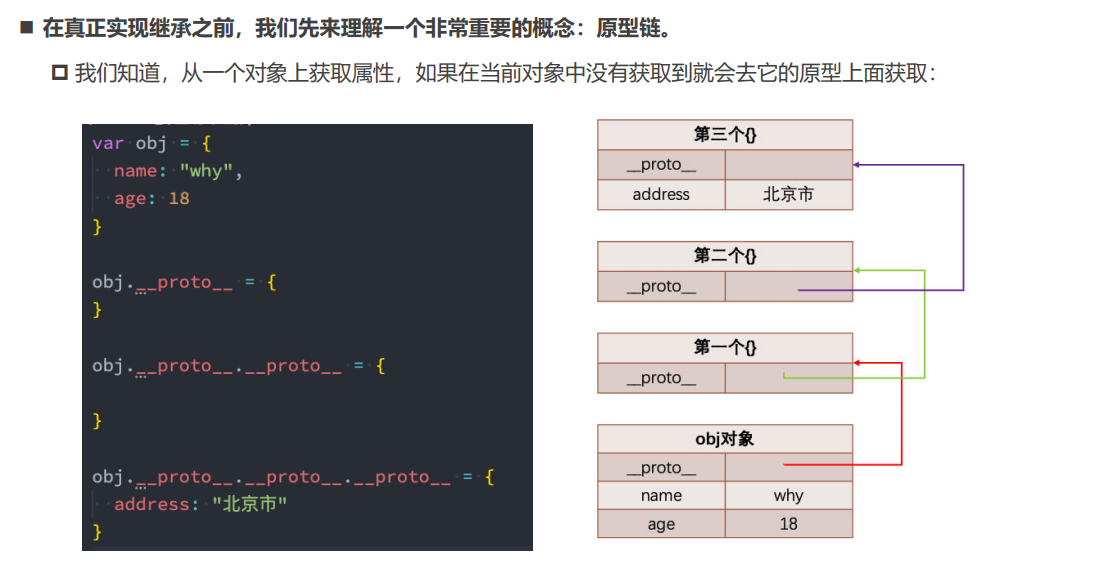 在真正实现继承之前，我们先来理解一个非常重要的概念：原型链。
我们知道，从一个对象上获取属性，如果在当前对象中没有获取到就会去它的原型上面获取：
var obj = {
name: "why",
age: 18
}
obj.__proto__ = {
}
obj.__proto__.__proto__ = {
}
obj.__proto__.__proto__.__proto__ = {
address: "北京市"
}
第三个{}
__proto__
address 北京市
第二个{}
__proto__
第一个{}
__proto__
obj对象
__proto__
name why
age 18